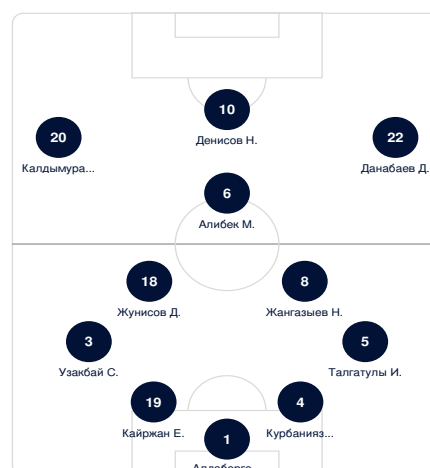 10
Денисов Н.
20
Калдымура...
22
Данабаев Д.
6
Алибек М.
18
Жунисов Д.
8
Жангазыев Н.
3
Узакбай С.
5
Талгатулы И.
19
Кайржан Е.
4
Курбанияз...
1